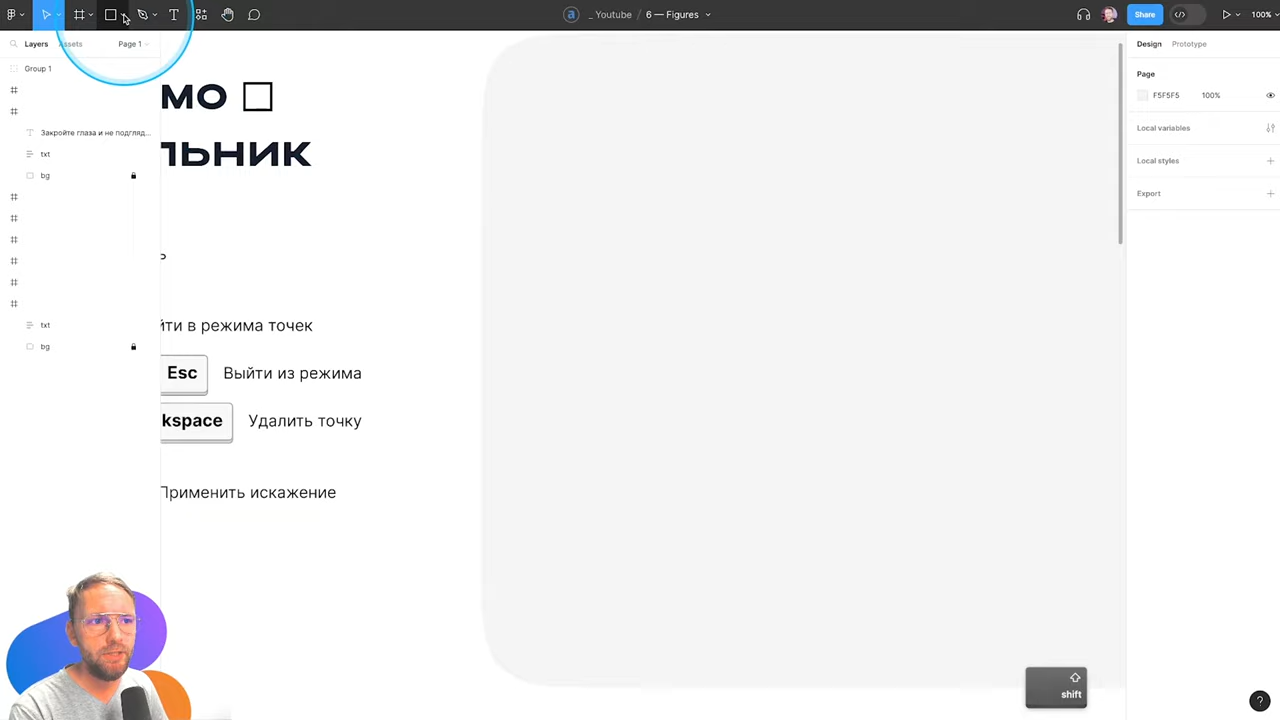 _ Youtube / 6 — Figures
Share
100%
Layers
Assets
Page 1
Design
Prototype
Group 1
Page
F5F5F5
100%
Закройте глаза и не подгляд...
Local variables
txt
Local styles
bg
Export
txt
bg
мо
льник
йти в режима точек
Esc
Выйти из режима
kspace
Удалить точку
Применить искажение
shift
?